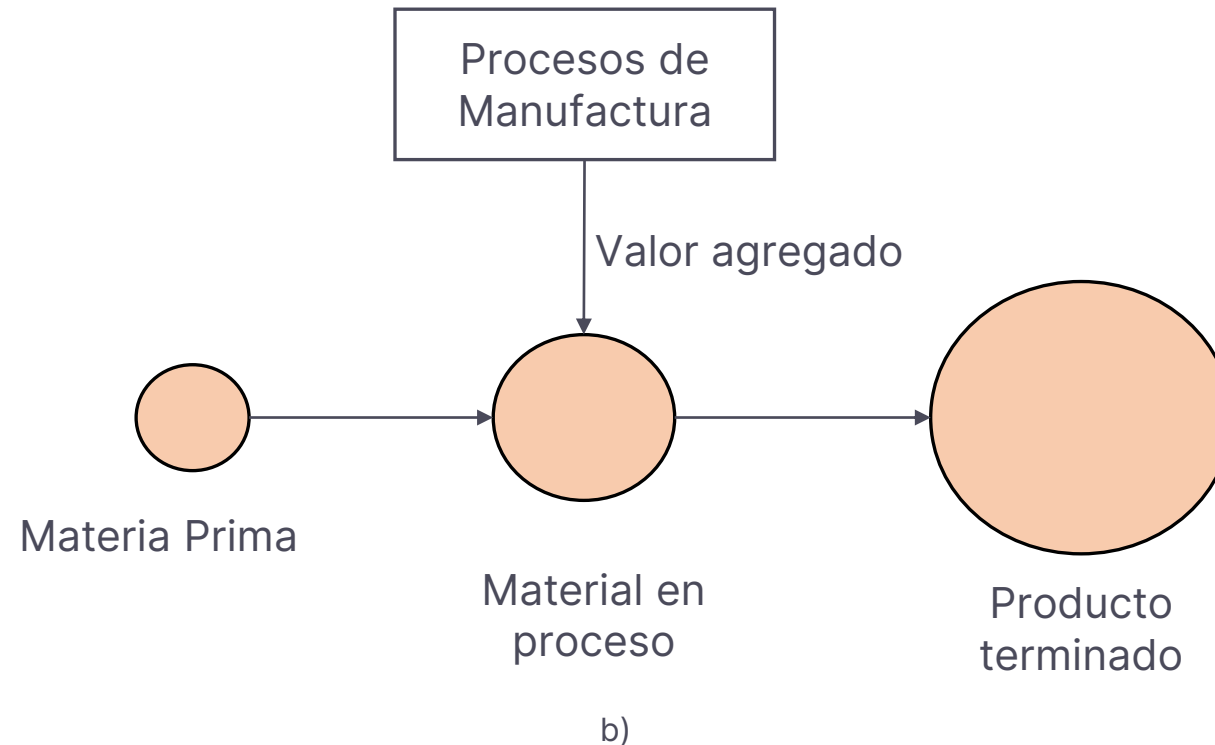 Procesos de
Manufactura
Valor agregado
Materia Prima
Material en
proceso
Producto
terminado
b)